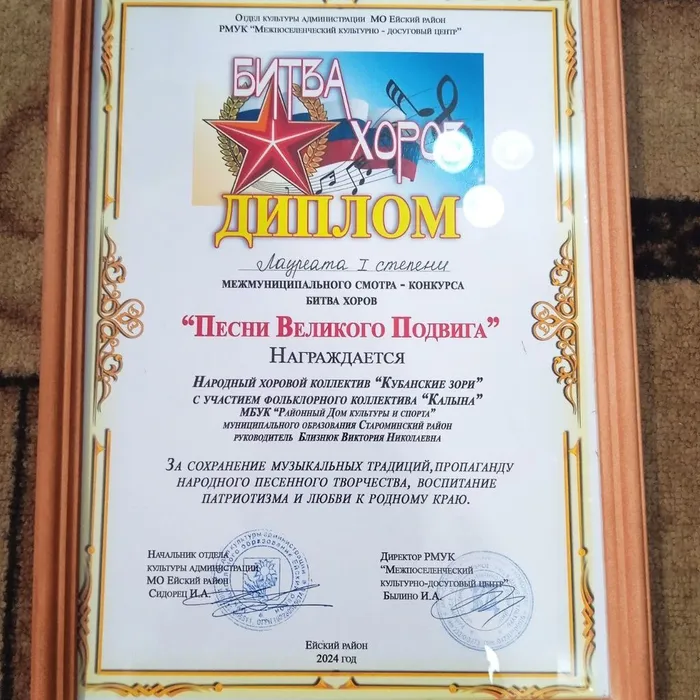 Отдел культуры администрации МО Ейский район
РМУК "Межпоселенческий культурно - досуговый центр"
БИТВА
ХОРОВ
ДИПЛОМ
Лауреата I степени
межмуниципального смотра - конкурса
битва хоров
"Песни Великого Подвига"
Награждается
Народный хоровой коллектив "Кубанские зори"
с участием фольклорного коллектива "Калына"
МБУК "Районный Дом культуры и спорта"
муниципального образования Староминский район
руководитель Близнюк Виктория Николаевна
За сохранение музыкальных традиций, пропаганду
народного песенного творчества, воспитание
патриотизма и любви к родному краю.
Начальник отдела
культуры администрации
МО Ейский район
Сидорец И.А.
Директор РМУК
"Межпоселенческий
культурно-досуговый центр"
Былино И.А.
Ейский район
2024 год